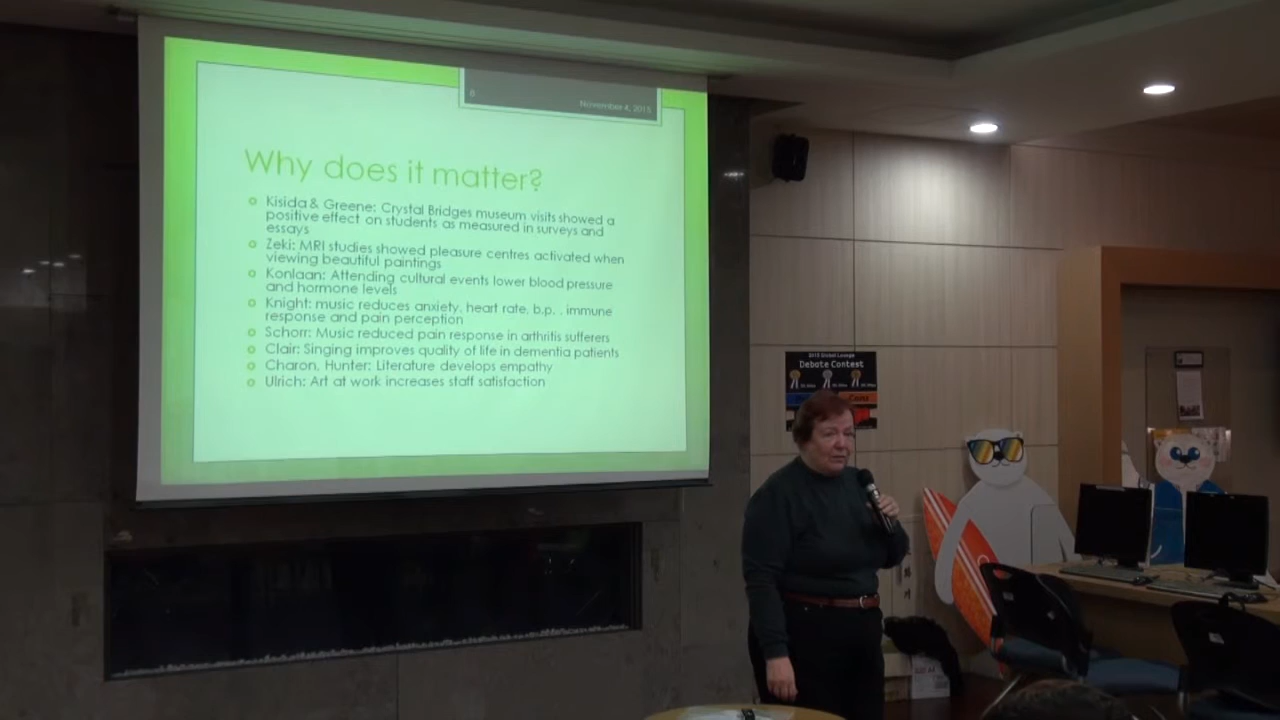 6
November 4, 2015
Why does it matter?
Kisida & Greene: Crystal Bridges museum visits showed a
positive effect on students as measured in surveys and
essays
Zeki: MRI studies showed pleasure centres activated when
viewing beautiful paintings
Konlaan: Attending cultural events lower blood pressure
and hormone levels
Knight: music reduces anxiety, heart rate, b.p. , immune
response and pain perception
Schorr: Music reduced pain response in arthritis sufferers
Clair: Singing improves quality of life in dementia patients
Charon, Hunter: Literature develops empathy
Ulrich: Art at work increases staff satisfaction
2015 Global Lounge
Debate Contest